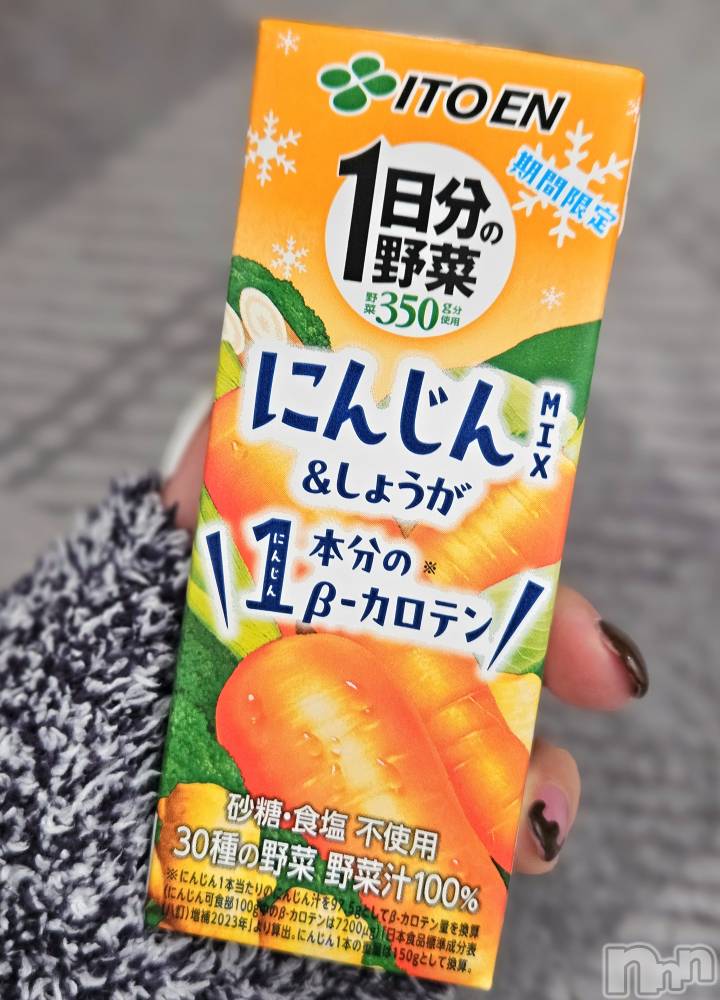 ITO EN
期間限定
1日分の
野菜
野菜350g分使用
にんじん
MIX
&しょうが
にんじん
1本分の※
β-カロテン
砂糖・食塩 不使用
30種の野菜 野菜汁100%
※にんじん1本当たりのにんじん汁を97.5gとしてβ-カロテン量を換算
(にんじん可食部100g中のβ-カロテンは7200μg)「日本食品標準成分表
(八訂)増補2023年」より算出。にんじん1本の重量は150gとして換算。
nnn